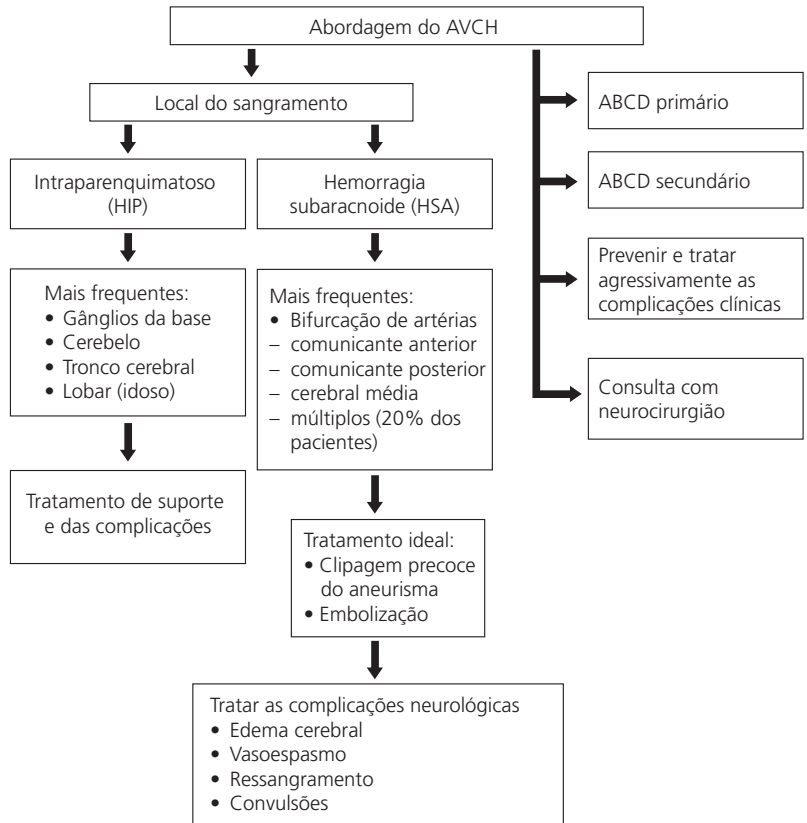 Abordagem do AVCH
Local do sangramento
Intraparenquimatoso
(HIP)
Mais frequentes:
• Gânglios da base
• Cerebelo
• Tronco cerebral
• Lobar (idoso)
Tratamento de suporte
e das complicações
Hemorragia
subaracnoide (HSA)
Mais frequentes:
• Bifurcação de artérias
– comunicante anterior
– comunicante posterior
– cerebral média
– múltiplos (20% dos
pacientes)
Tratamento ideal:
• Clipagem precoce
do aneurisma
• Embolização
Tratar as complicações neurológicas
• Edema cerebral
• Vasoespasmo
• Ressangramento
• Convulsões
ABCD primário
ABCD secundário
Prevenir e tratar
agressivamente as
complicações clínicas
Consulta com
neurocirurgião